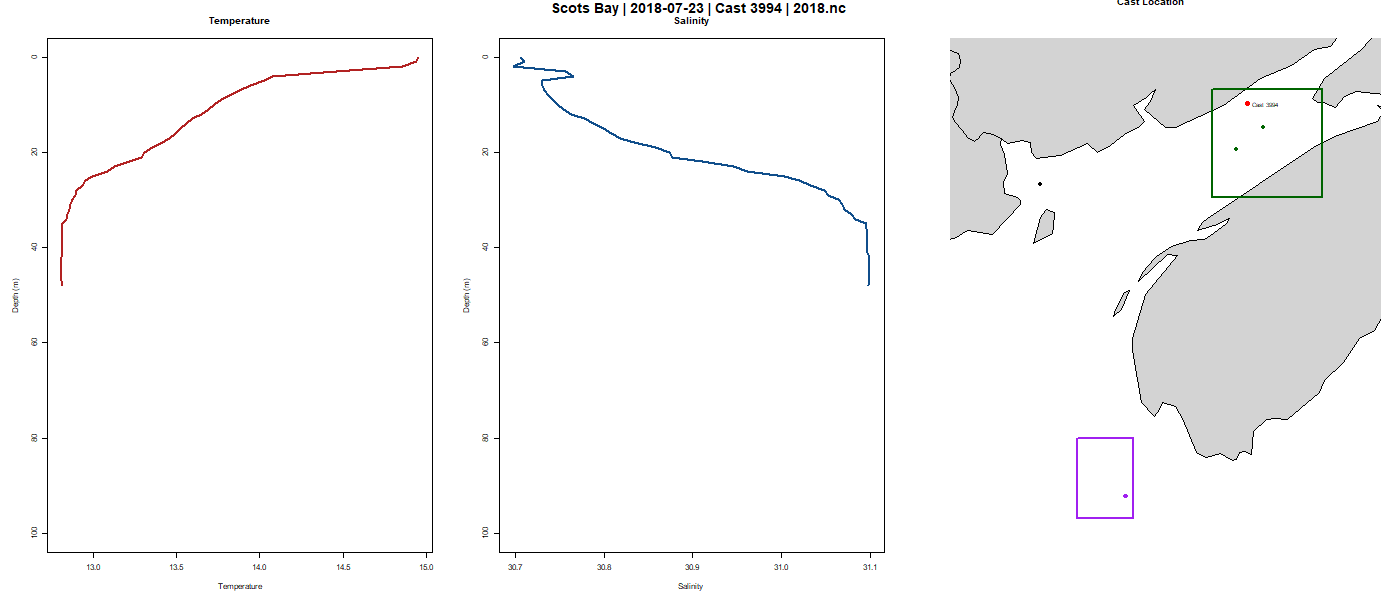 Scots Bay | 2018-07-23 | Cast 3994 | 2018.nc
Temperature
Salinity
Cast Location
0
20
40
60
80
100
Depth (m)
13.0
13.5
14.0
14.5
15.0
Temperature
0
20
40
60
80
100
Depth (m)
30.7
30.8
30.9
31.0
31.1
Salinity
Cast 3994